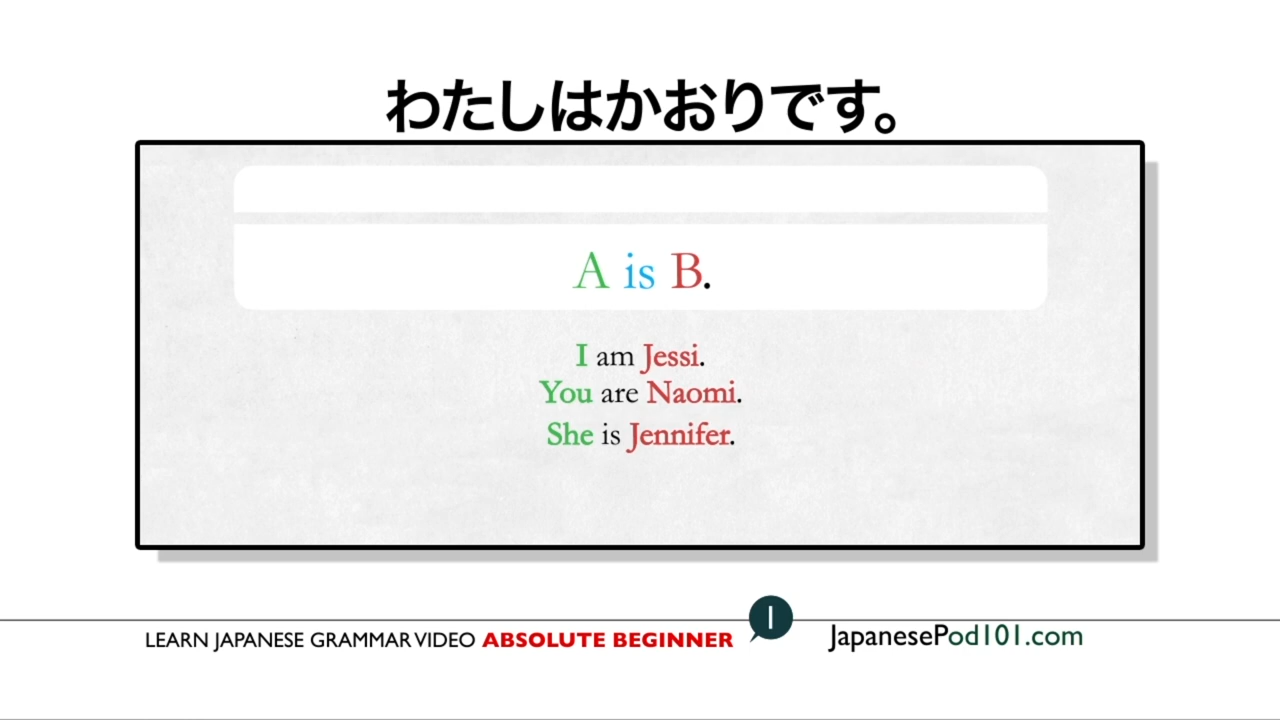 わたしはかおりです。
A is B.
I am Jessi.
You are Naomi.
She is Jennifer.
LEARN JAPANESE GRAMMAR VIDEO ABSOLUTE BEGINNER
1
JapanesePod101.com